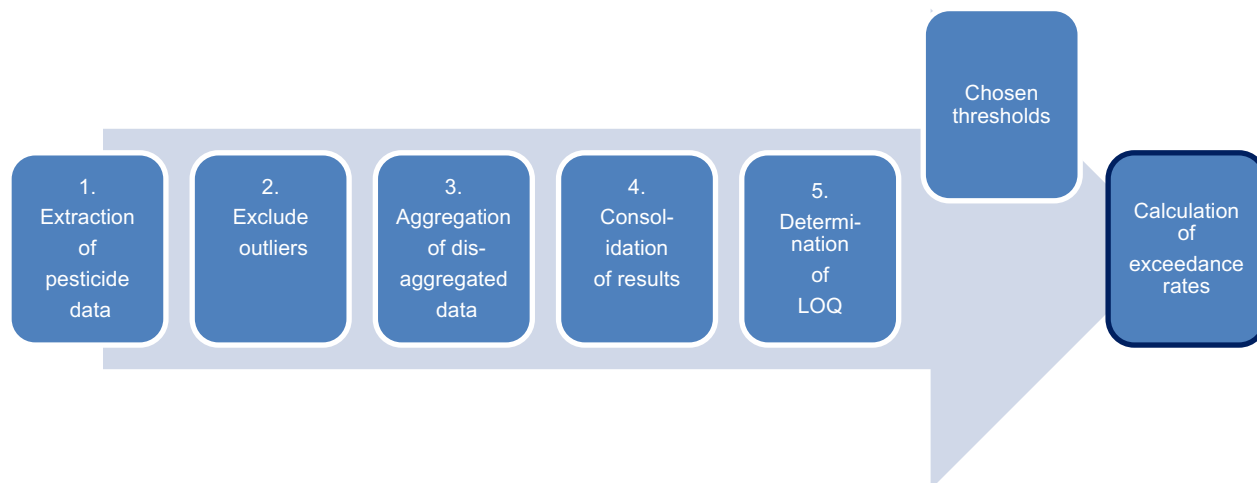 1.
Extraction
of
pesticide
data
2.
Exclude
outliers
3.
Aggregation
of dis-
aggregated
data
4.
Consol-
idation
of results
5.
Determi-
nation
of
LOQ
Chosen
thresholds
Calculation
of
exceedance
rates